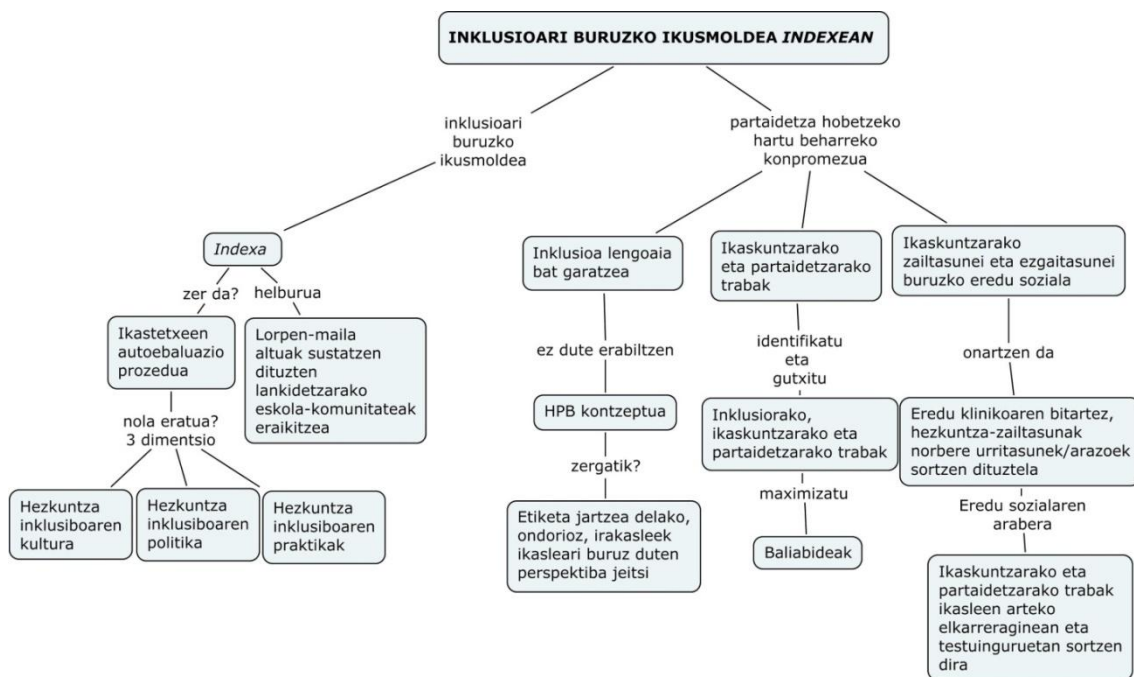 INKLUSIOARI BURUZKO IKUSMOLDEA INDEXEAN
inklusioari
buruzko
ikusmoldea
Indexa
zer da?
Ikastetxeen
autoebaluazio
prozedua
nola eratua?
3 dimentsio
Hezkuntza
inklusiboaren
kultura
Hezkuntza
inklusiboaren
politika
Hezkuntza
inklusiboaren
praktikak
helburua
Lorpen-maila
altuak sustatzen
dituzten
lankidetzarako
eskola-komunitateak
eraikitzea
partaidetza hobetzeko
hartu beharreko
konpromezua
Inklusioa lengoaia
bat garatzea
ez dute erabiltzen
HPB kontzeptua
zergatik?
Etiketa jartzea delako,
ondorioz, irakasleek
ikasleari buruz duten
perspektiba jeitsi
Ikaskuntzarako
eta partaidetzarako
trabak
identifikatu
eta
gutxitu
Inklusiorako,
ikaskuntzarako eta
partaidetzarako trabak
maximizatu
Baliabideak
Ikaskuntzarako
zailtasunei eta ezgaitasunei
buruzko eredu soziala
onartzen da
Eredu klinikoaren bitartez,
hezkuntza-zailtasunak
norbere urritasunek/arazoek
sortzen dituztela
Eredu sozialaren
arabera
Ikaskuntzarako eta
partaidetzarako trabak
ikasleen arteko
elkarreraginean eta
testuinguruetan sortzen
dira